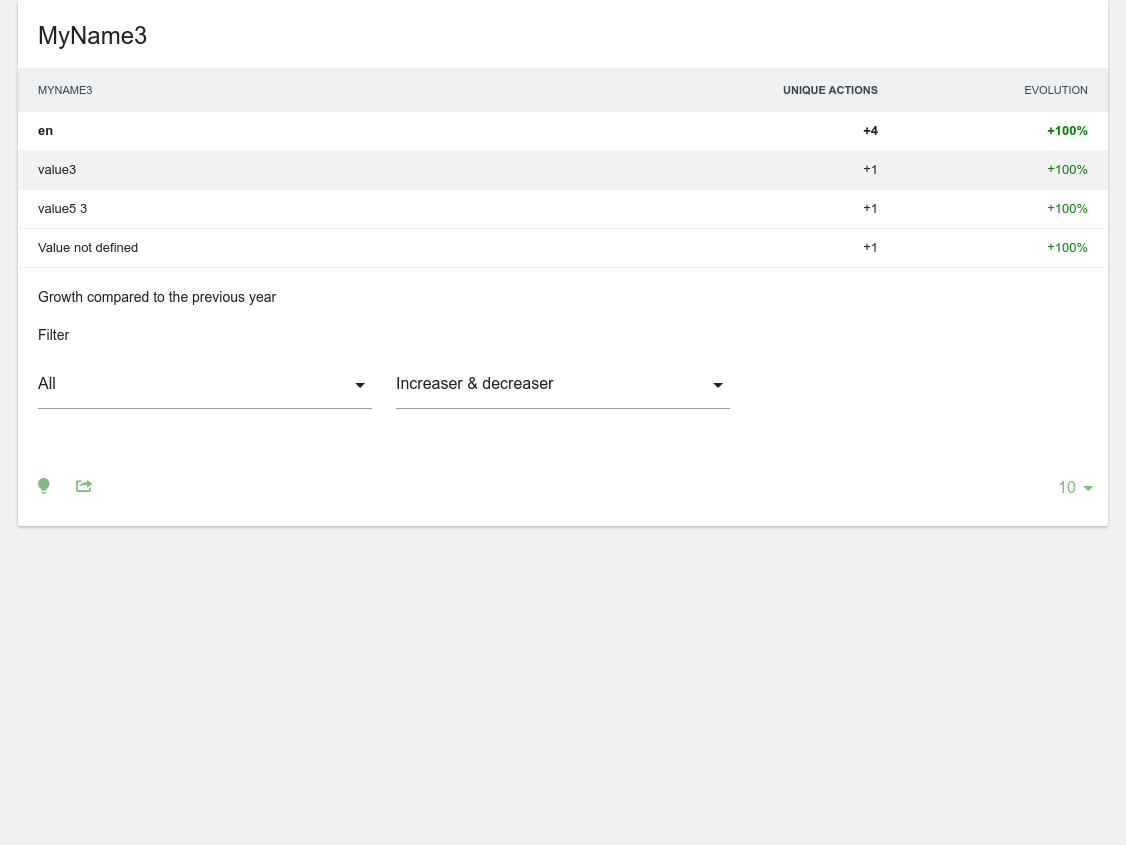 MyName3
MYNAME3 UNIQUE ACTIONS EVOLUTION
en +4 +100%
value3 +1 +100%
value5 3 +1 +100%
Value not defined +1 +100%
Growth compared to the previous year
Filter
All Increaser & decreaser
10